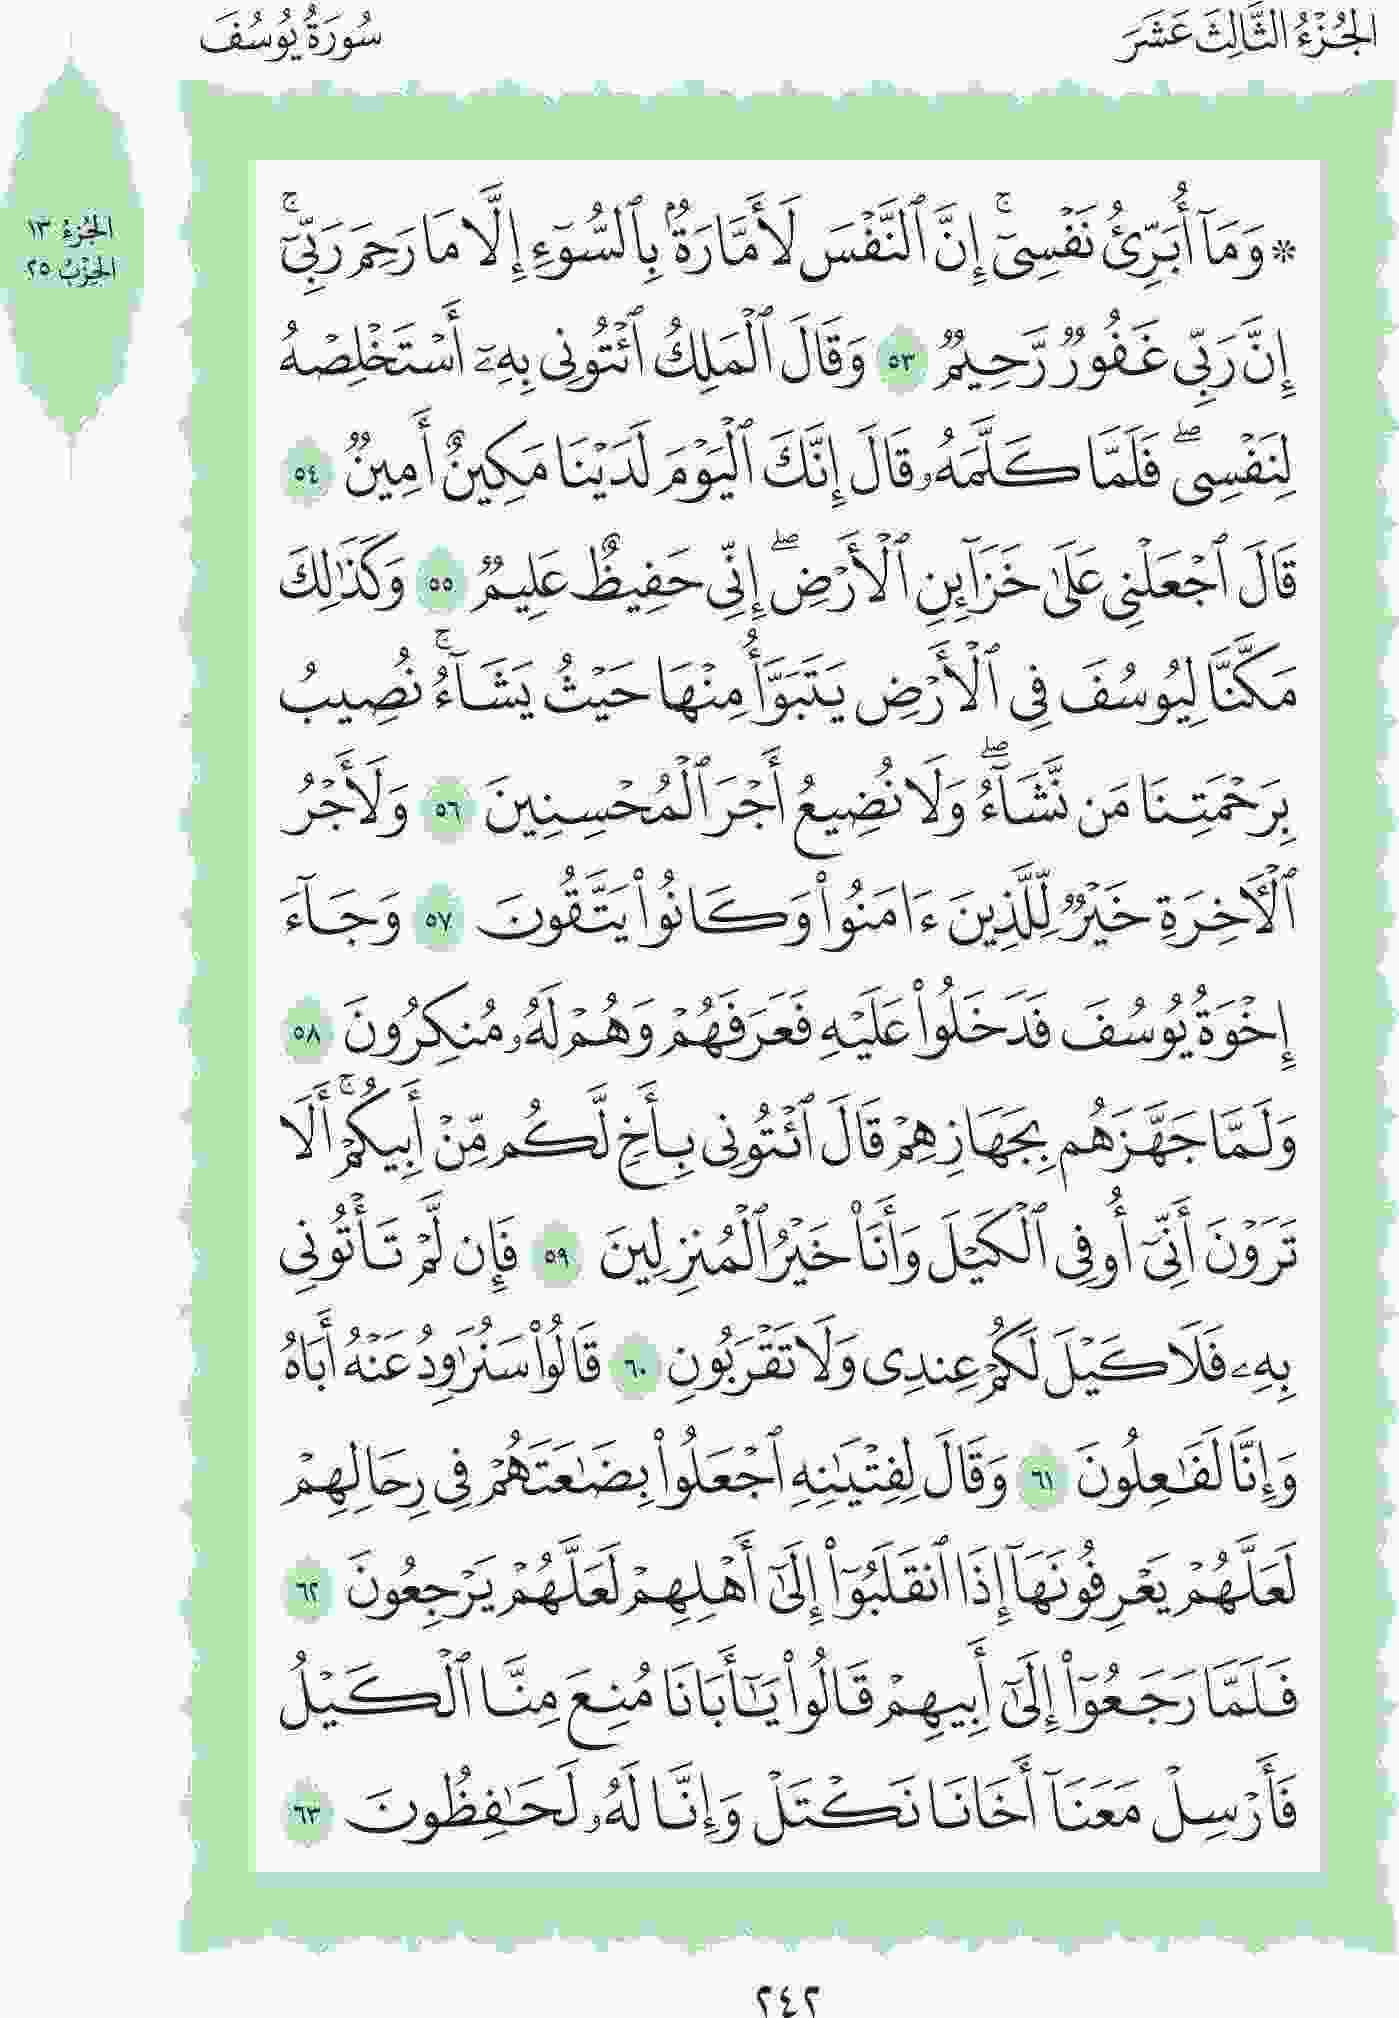 الجُزْءُ الثَّالِثَ عَشَرَ
سُورَةُ يُوسُفَ
الجُزءُ ١٣
الحِزْبُ ٢٥
* وَمَآ أُبَرِّئُ نَفْسِيٓۚ إِنَّ ٱلنَّفْسَ لَأَمَّارَةُۢ بِٱلسُّوٓءِ إِلَّا مَا رَحِمَ رَبِّيٓۚ
إِنَّ رَبِّي غَفُورٞ رَّحِيمٞ ٥٣ وَقَالَ ٱلْمَلِكُ ٱئْتُونِي بِهِۦٓ أَسْتَخْلِصْهُ
لِنَفْسِيۖ فَلَمَّا كَلَّمَهُۥ قَالَ إِنَّكَ ٱلْيَوْمَ لَدَيْنَا مَكِينٌ أَمِينٞ ٥٤
قَالَ ٱجْعَلْنِي عَلَىٰ خَزَآئِنِ ٱلْأَرْضِۖ إِنِّي حَفِيظٌ عَلِيمٞ ٥٥ وَكَذَٰلِكَ
مَكَّنَّا لِيُوسُفَ فِي ٱلْأَرْضِ يَتَبَوَّأُ مِنْهَا حَيْثُ يَشَآءُۚ نُصِيبُ
بِرَحْمَتِنَا مَن نَّشَآءُۖ وَلَا نُضِيعُ أَجْرَ ٱلْمُحْسِنِينَ ٥٦ وَلَأَجْرُ
ٱلْأٓخِرَةِ خَيْرٞ لِّلَّذِينَ ءَامَنُوا۟ وَكَانُوا۟ يَتَّقُونَ ٥٧ وَجَآءَ
إِخْوَةُ يُوسُفَ فَدَخَلُوا۟ عَلَيْهِ فَعَرَفَهُمْ وَهُمْ لَهُۥ مُنكِرُونَ ٥٨
وَلَمَّا جَهَّزَهُم بِجَهَازِهِمْ قَالَ ٱئْتُونِي بِأَخٖ لَّكُم مِّنْ أَبِيكُمْۚ أَلَا
تَرَوْنَ أَنِّيٓ أُوفِي ٱلْكَيْلَ وَأَنَا۠ خَيْرُ ٱلْمُنزِلِينَ ٥٩ فَإِن لَّمْ تَأْتُونِي
بِهِۦ فَلَا كَيْلَ لَكُمْ عِندِي وَلَا تَقْرَبُونِ ٦٠ قَالُوا۟ سَنُرَٰوِدُ عَنْهُ أَبَاهُ
وَإِنَّا لَفَٰعِلُونَ ٦١ وَقَالَ لِفِتْيَٰنِهِ ٱجْعَلُوا۟ بِضَٰعَتَهُمْ فِي رِحَالِهِمْ
لَعَلَّهُمْ يَعْرِفُونَهَآ إِذَا ٱنقَلَبُوٓا۟ إِلَىٰٓ أَهْلِهِمْ لَعَلَّهُمْ يَرْجِعُونَ ٦٢
فَلَمَّا رَجَعُوٓا۟ إِلَىٰٓ أَبِيهِمْ قَالُوا۟ يَٰٓأَبَانَا مُنِعَ مِنَّا ٱلْكَيْلُ
فَأَرْسِلْ مَعَنَآ أَخَانَا نَكْتَلْ وَإِنَّا لَهُۥ لَحَٰفِظُونَ ٦٣
٢٤٢